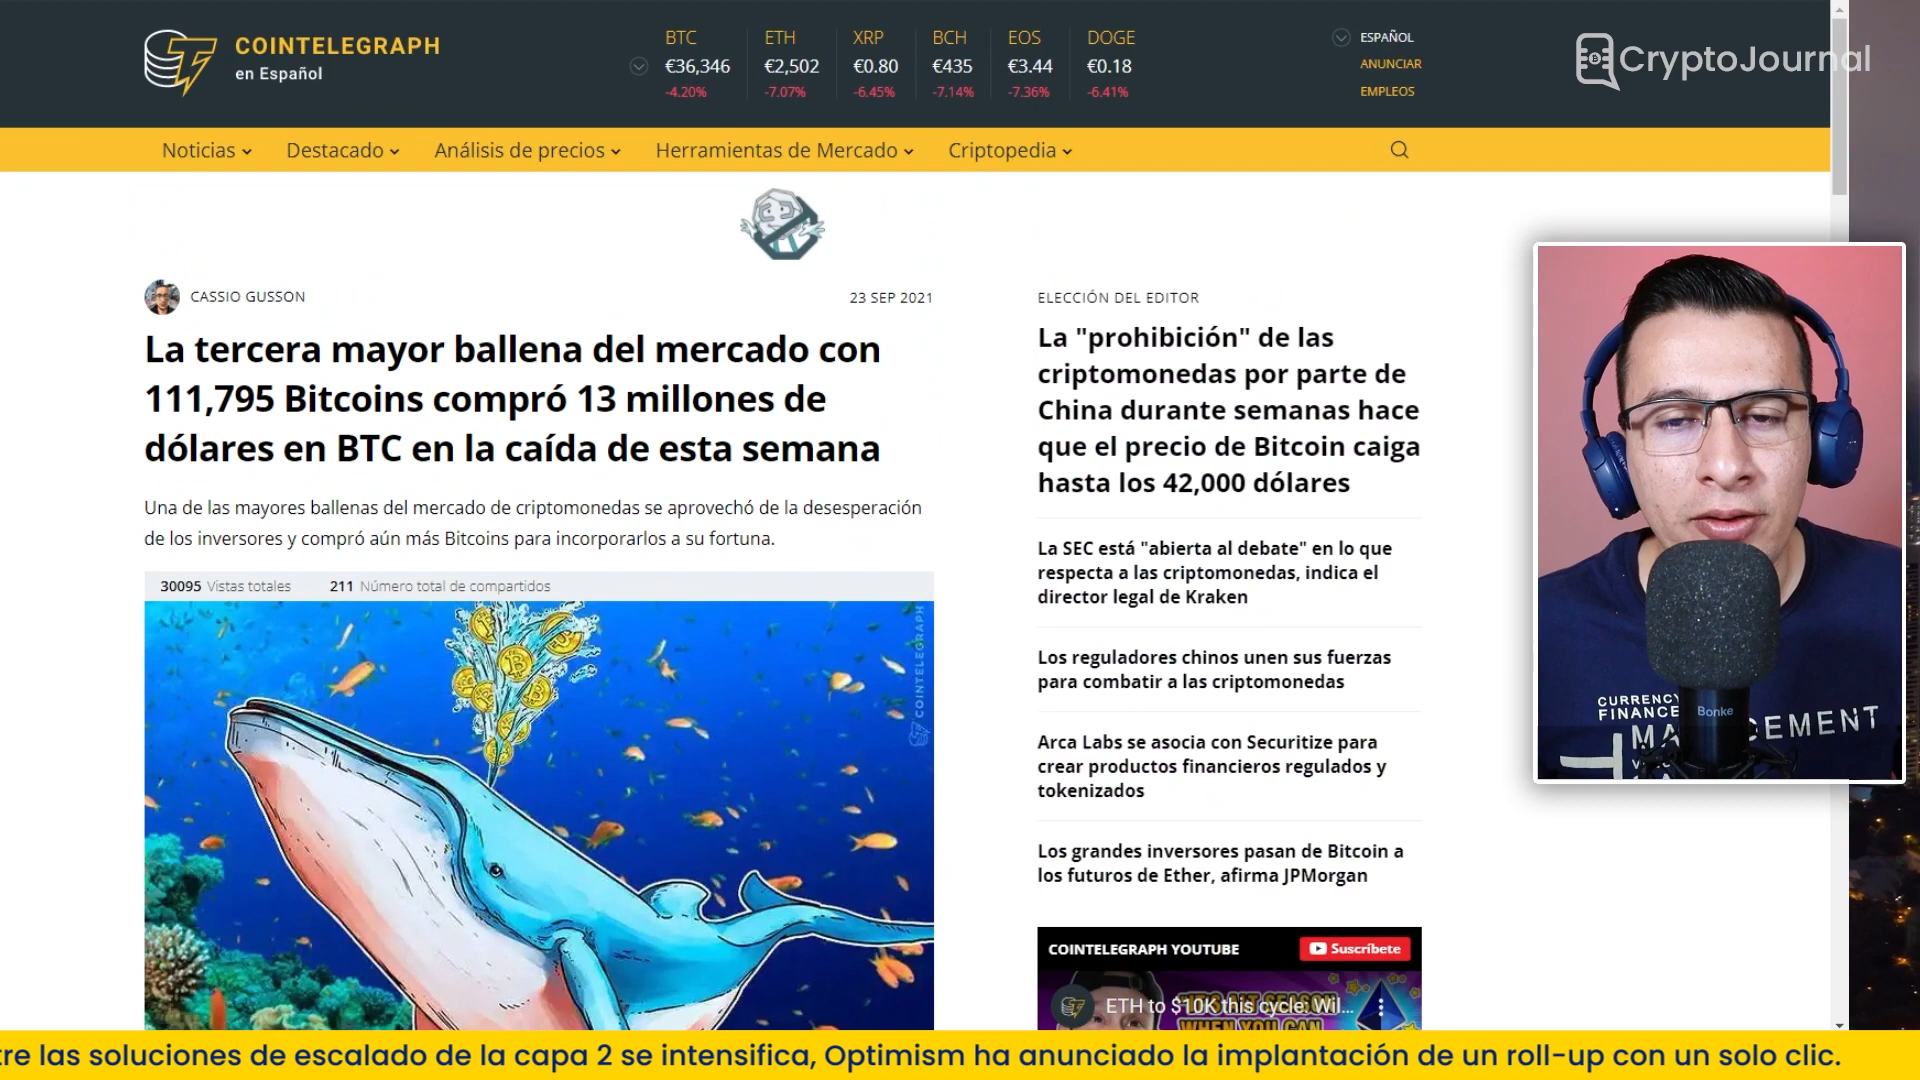 COINTELEGRAPH
en Español
BTC ETH XRP BCH EOS DOGE
€36,346 €2,502 €0.80 €435 €3.44 €0.18
-4.20% -7.07% -6.45% -7.14% -7.36% -6.41%
ESPAÑOL
ANUNCIAR
EMPLEOS
CryptoJournal
Noticias Destacado Análisis de precios Herramientas de Mercado Criptopedia
CASSIO GUSSON
23 SEP 2021
La tercera mayor ballena del mercado con
111,795 Bitcoins compró 13 millones de
dólares en BTC en la caída de esta semana
Una de las mayores ballenas del mercado de criptomonedas se aprovechó de la desesperación
de los inversores y compró aún más Bitcoins para incorporarlos a su fortuna.
30095 Vistas totales 211 Número total de compartidos
COINTELEGRAPH
ELECCIÓN DEL EDITOR
La "prohibición" de las
criptomonedas por parte de
China durante semanas hace
que el precio de Bitcoin caiga
hasta los 42,000 dólares
La SEC está "abierta al debate" en lo que
respecta a las criptomonedas, indica el
director legal de Kraken
Los reguladores chinos unen sus fuerzas
para combatir a las criptomonedas
Arca Labs se asocia con Securitize para
crear productos financieros regulados y
tokenizados
Los grandes inversores pasan de Bitcoin a
los futuros de Ether, afirma JPMorgan
COINTELEGRAPH YOUTUBE
Suscríbete
ETH to $10K this cycle: Wil...
WHEN YOU CAN
CURRENCY
FINANCE
Bonke
tre las soluciones de escalado de la capa 2 se intensifica, Optimism ha anunciado la implantación de un roll-up con un solo clic.